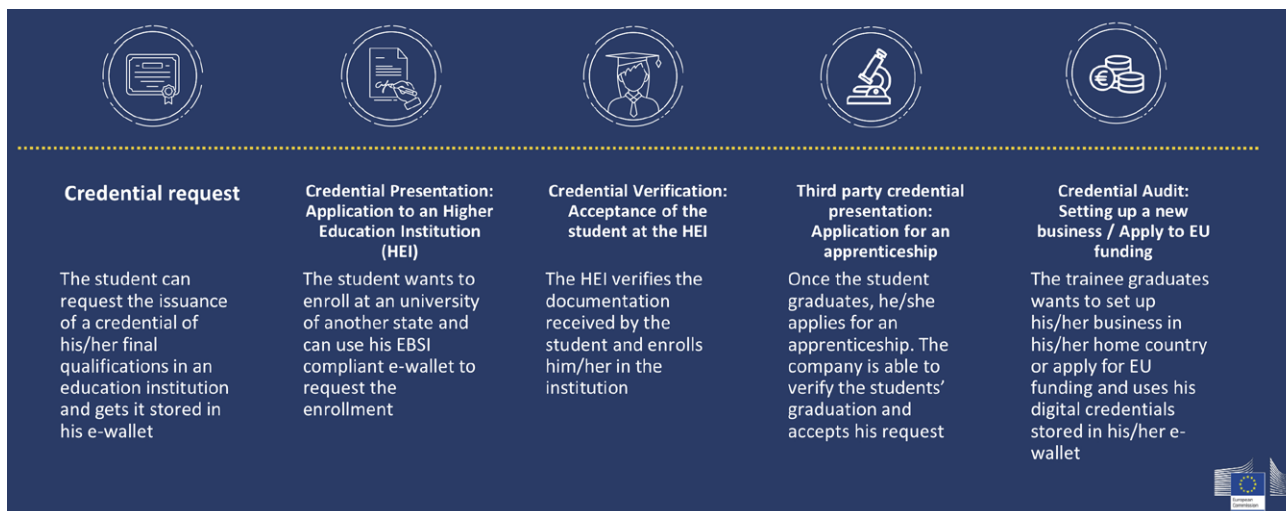 Credential request
The student can
request the issuance
of a credential of
his/her final
qualifications in an
education institution
and gets it stored in
his e-wallet
Credential Presentation:
Application to an Higher
Education Institution
(HEI)
The student wants to
enroll at an university
of another state and
can use his EBSI
compliant e-wallet to
request the
enrollment
Credential Verification:
Acceptance of the
student at the HEI
The HEI verifies the
documentation
received by the
student and enrolls
him/her in the
institution
Third party credential
presentation:
Application for an
apprenticeship
Once the student
graduates, he/she
applies for an
apprenticeship. The
company is able to
verify the students'
graduation and
accepts his request
Credential Audit:
Setting up a new
business / Apply to EU
funding
The trainee graduates
wants to set up
his/her business in
his/her home country
or apply for EU
funding and uses his
digital credentials
stored in his/her e-
wallet
European
Commission